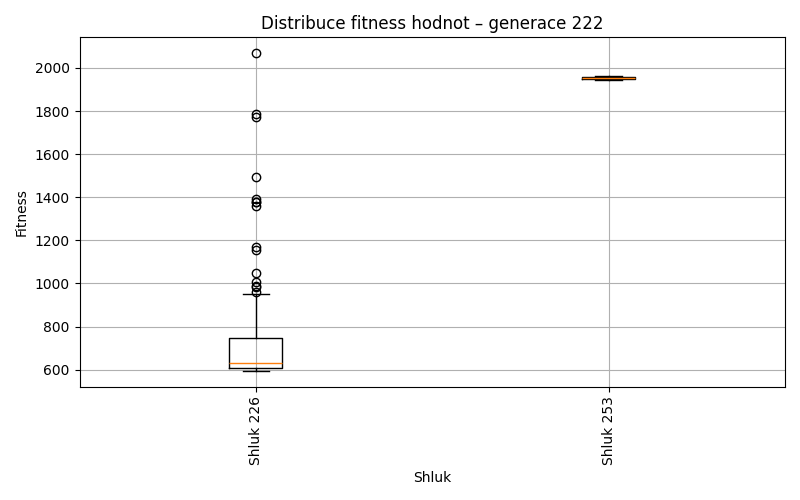 Distribuce fitness hodnot – generace 222
Fitness
2000
1800
1600
1400
1200
1000
800
600
Shluk 226
Shluk 253
Shluk